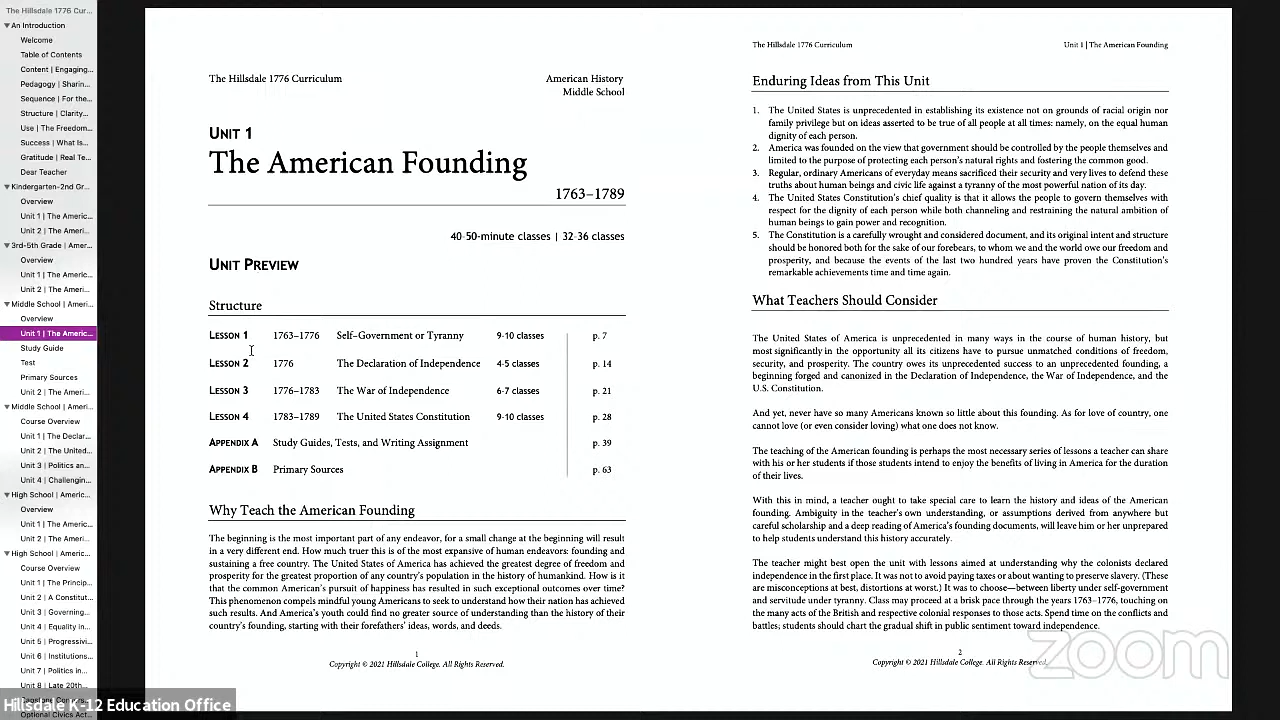 The Hillsdale 1776 Cur...
An Introduction
Welcome
Table of Contents
Content | Engaging...
Pedagogy | Sharin...
Sequence | For the...
Structure | Clarity...
Use | The Freedom...
Success | What Is...
Gratitude | Real Te...
Dear Teacher
Kindergarten-2nd Gr...
Overview
Unit 1 | The Americ...
Unit 2 | The Ameri...
3rd-5th Grade | Amer...
Overview
Unit 1 | The Americ...
Unit 2 | The Ameri...
Middle School | Ameri...
Overview
Unit 1 | The Americ...
Study Guide
Test
Primary Sources
Unit 2 | The Ameri...
Middle School | Ameri...
Course Overview
Unit 1 | The Declar...
Unit 2 | The United...
Unit 3 | Politics an...
Unit 4 | Challengin...
High School | Americ...
Overview
Unit 1 | The Americ...
Unit 2 | The Ameri...
High School | Americ...
Course Overview
Unit 1 | The Princip...
Unit 2 | A Constitut...
Unit 3 | Governing...
Unit 4 | Equality in...
Unit 5 | Progressivi...
Unit 6 | Institutions...
Unit 7 | Politics in...
Unit 8 | Late 20th...
Optional Civics Act...
Hillsdale K-12 Education Office
The Hillsdale 1776 Curriculum
American History
Middle School
UNIT 1
The American Founding
1763–1789
40-50-minute classes | 32-36 classes
UNIT PREVIEW
Structure
LESSON 1 1763–1776 Self–Government or Tyranny 9-10 classes p. 7
LESSON 2 1776 The Declaration of Independence 4-5 classes p. 14
LESSON 3 1776–1783 The War of Independence 6-7 classes p. 21
LESSON 4 1783–1789 The United States Constitution 9-10 classes p. 28
APPENDIX A Study Guides, Tests, and Writing Assignment p. 39
APPENDIX B Primary Sources p. 63
Why Teach the American Founding
The beginning is the most important part of any endeavor, for a small change at the beginning will result
in a very different end. How much truer this is of the most expansive of human endeavors: founding and
sustaining a free country. The United States of America has achieved the greatest degree of freedom and
prosperity for the greatest proportion of any country's population in the history of humankind. How is it
that the common American's pursuit of happiness has resulted in such exceptional outcomes over time?
This phenomenon compels mindful young Americans to seek to understand how their nation has achieved
such results. And America's youth could find no greater source of understanding than the history of their
country's founding, starting with their forefathers' ideas, words, and deeds.
1
Copyright © 2021 Hillsdale College. All Rights Reserved.
The Hillsdale 1776 Curriculum
Unit 1 | The American Founding
Enduring Ideas from This Unit
1. The United States is unprecedented in establishing its existence not on grounds of racial origin nor
family privilege but on ideas asserted to be true of all people at all times: namely, on the equal human
dignity of each person.
2. America was founded on the view that government should be controlled by the people themselves and
limited to the purpose of protecting each person's natural rights and fostering the common good.
3. Regular, ordinary Americans of everyday means sacrificed their security and very lives to defend these
truths about human beings and civic life against a tyranny of the most powerful nation of its day.
4. The United States Constitution's chief quality is that it allows the people to govern themselves with
respect for the dignity of each person while both channeling and restraining the natural ambition of
human beings to gain power and recognition.
5. The Constitution is a carefully wrought and considered document, and its original intent and structure
should be honored both for the sake of our forebears, to whom we and the world owe our freedom and
prosperity, and because the events of the last two hundred years have proven the Constitution's
remarkable achievements time and time again.
What Teachers Should Consider
The United States of America is unprecedented in many ways in the course of human history, but
most significantly in the opportunity all its citizens have to pursue unmatched conditions of freedom,
security, and prosperity. The country owes its unprecedented success to an unprecedented founding, a
beginning forged and canonized in the Declaration of Independence, the War of Independence, and the
U.S. Constitution.
And yet, never have so many Americans known so little about this founding. As for love of country, one
cannot love (or even consider loving) what one does not know.
The teaching of the American founding is perhaps the most necessary series of lessons a teacher can share
with his or her students if those students intend to enjoy the benefits of living in America for the duration
of their lives.
With this in mind, a teacher ought to take special care to learn the history and ideas of the American
founding. Ambiguity in the teacher's own understanding, or assumptions derived from anywhere but
careful scholarship and a deep reading of America's founding documents, will leave him or her unprepared
to help students understand this history accurately.
The teacher might best open the unit with lessons aimed at understanding why the colonists declared
independence in the first place. It was not to avoid paying taxes or about wanting to preserve slavery. (These
are misconceptions at best, distortions at worst.) It was to choose—between liberty under self-government
and servitude under tyranny. Class may proceed at a brisk pace through the years 1763–1776, touching on
the many acts of the British and respective colonial responses to those acts. Spend time on the conflicts and
battles; students should chart the gradual shift in public sentiment toward independence.
2
Copyright © 2021 Hillsdale College. All Rights Reserved.
zoom